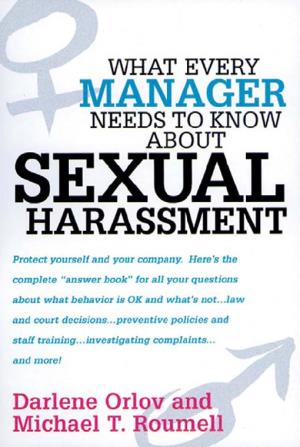 WHAT EVERY
MANAGER
NEEDS TO KNOW
ABOUT
SEXUAL
HARASSMENT
Protect yourself and your company. Here's the
complete "answer book" for all your questions
about what behavior is OK and what's not...law
and court decisions...preventive policies and
staff training...investigating complaints...
and more!
Darlene Orlov and
Michael T. Roumell